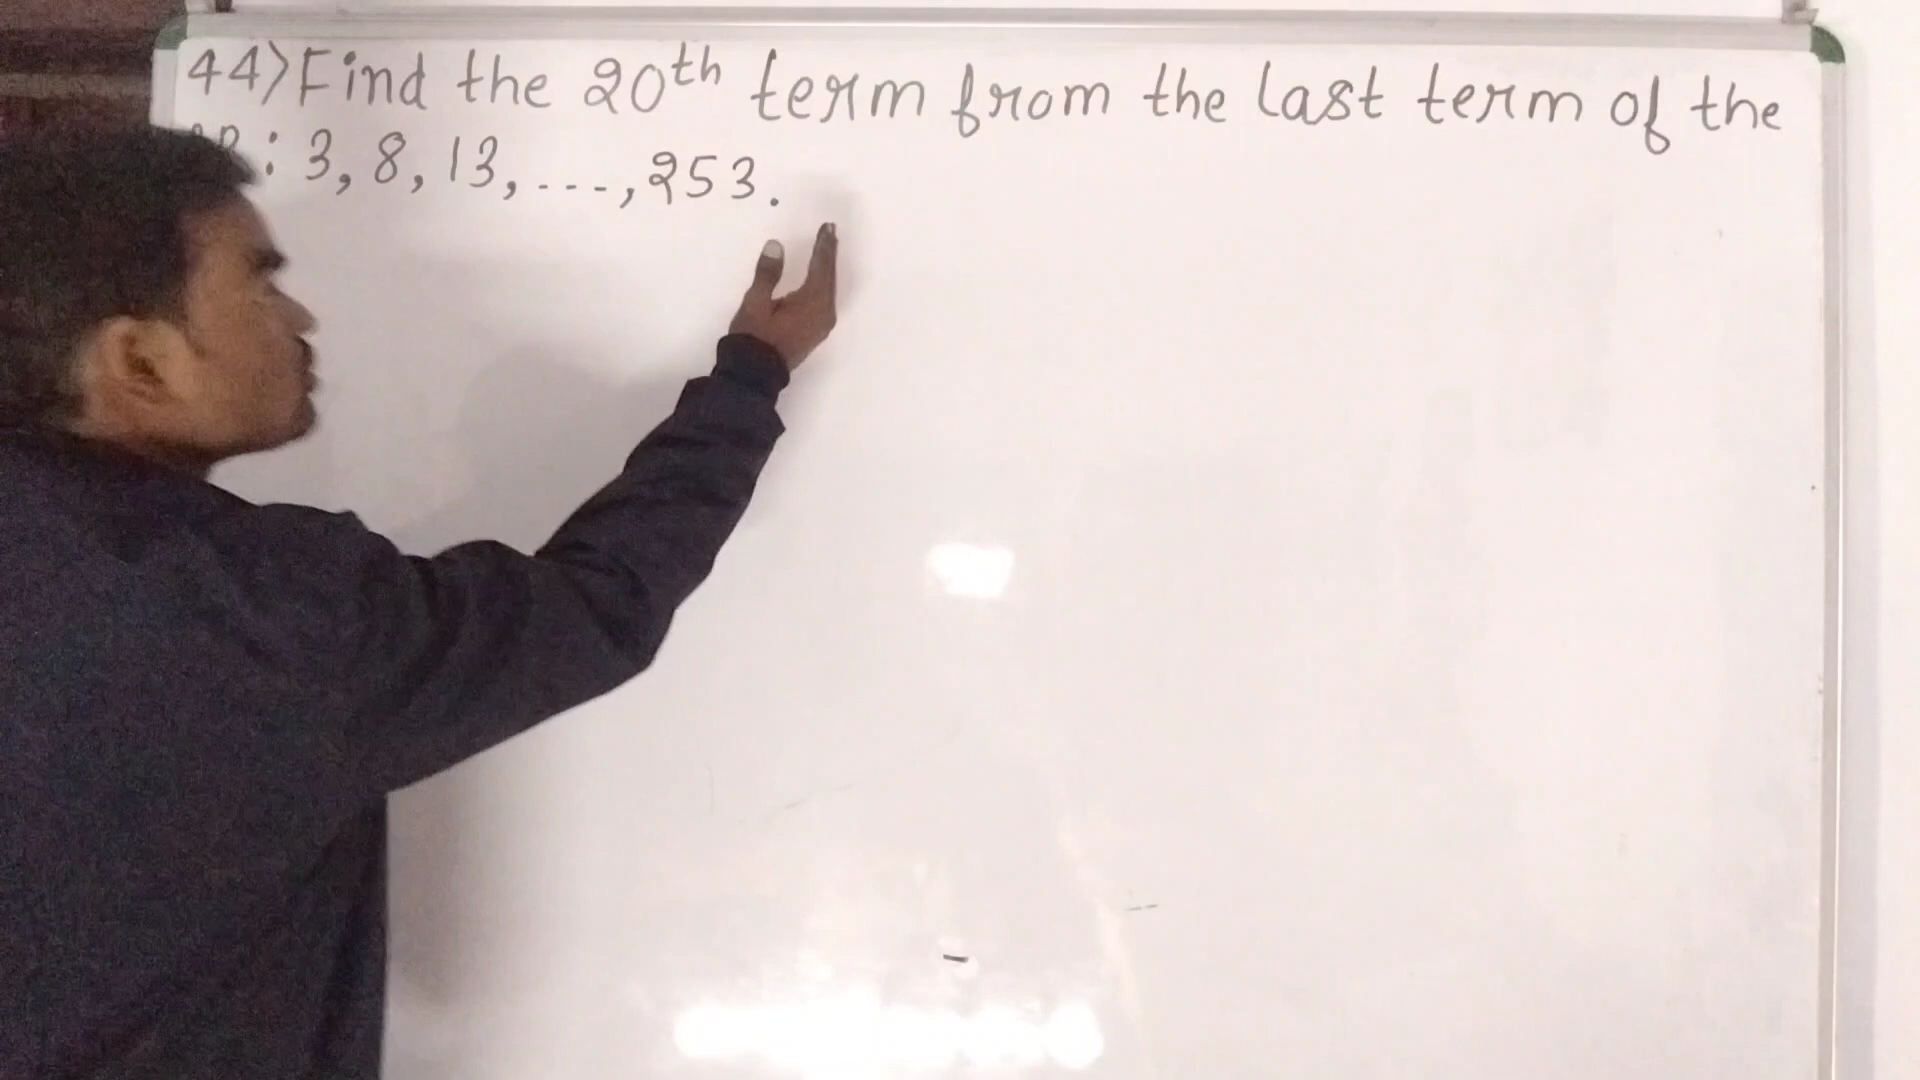 44) Find the 20th term from the last term of the
: 3, 8, 13, ---, 253.